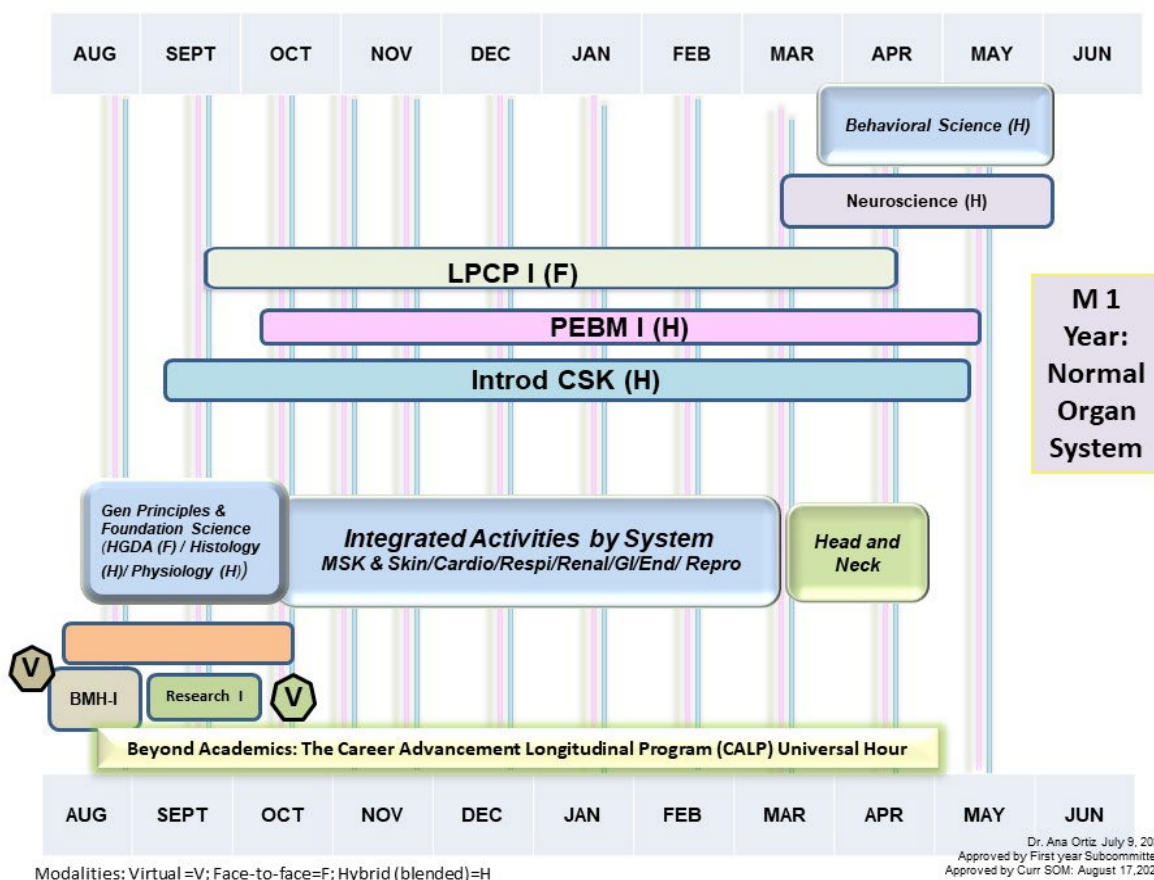 AUG SEPT OCT NOV DEC JAN FEB MAR APR MAY JUN
Behavioral Science (H)
Neuroscience (H)
LPCP I (F)
PEBM I (H)
Introd CSK (H)
M 1
Year:
Normal
Organ
System
Gen Principles &
Foundation Science
(HGDA (F) / Histology
(H)/ Physiology (H))
Integrated Activities by System
MSK & Skin/Cardio/Respi/Renal/GI/End/ Repro
Head and
Neck
V
BMH-I
Research I
V
Beyond Academics: The Career Advancement Longitudinal Program (CALP) Universal Hour
AUG SEPT OCT NOV DEC JAN FEB MAR APR MAY JUN
Dr. Ana Ortiz July 9, 20
Approved by First year Subcommitte
Approved by Curr SOM: August 17,202
Modalities: Virtual =V; Face-to-face=F; Hybrid (blended)=H